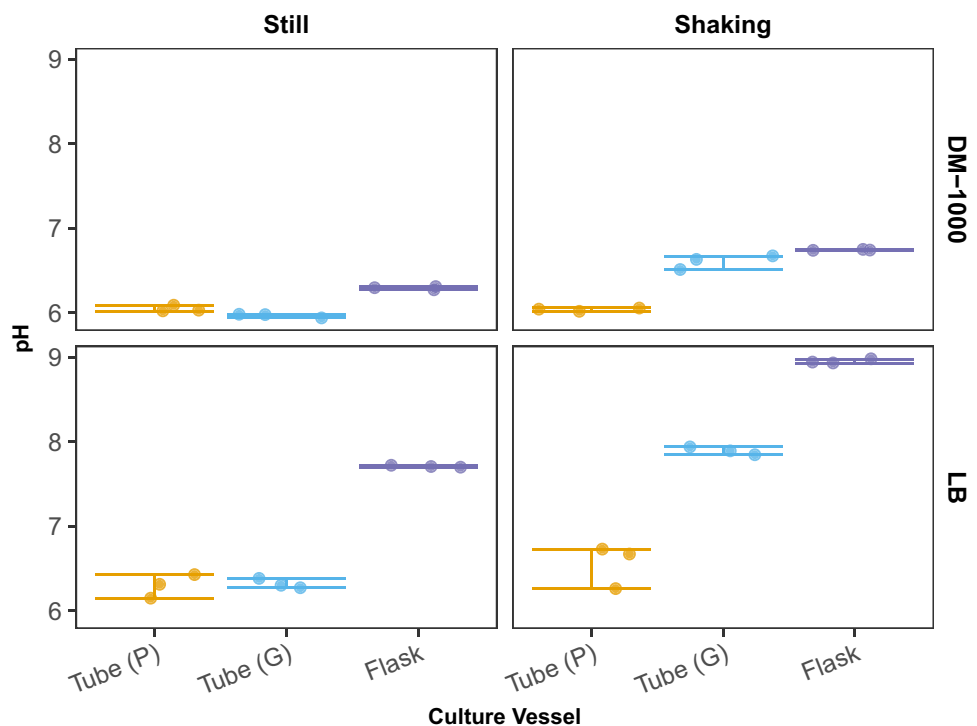 Still
Shaking
9
8
7
6
DM−1000
pH
9
8
7
6
LB
Tube (P)
Tube (G)
Flask
Tube (P)
Tube (G)
Flask
Culture Vessel